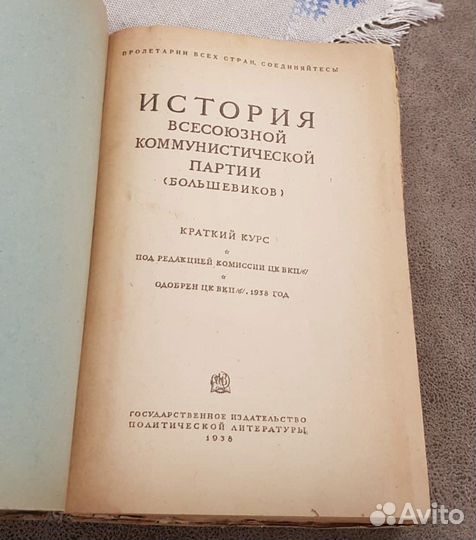 ПРОЛЕТАРИИ ВСЕХ СТРАН, СОЕДИНЯЙТЕСЬ!
ИСТОРИЯ
ВСЕСОЮЗНОЙ
КОММУНИСТИЧЕСКОЙ
ПАРТИИ
(БОЛЬШЕВИКОВ)
КРАТКИЙ КУРС
ПОД РЕДАКЦИЕЙ КОМИССИИ ЦК ВКП/б/
ОДОБРЕН ЦК ВКП/б/. 1938 ГОД
ГОСУДАРСТВЕННОЕ ИЗДАТЕЛЬСТВО
ПОЛИТИЧЕСКОЙ ЛИТЕРАТУРЫ
1938
Avito